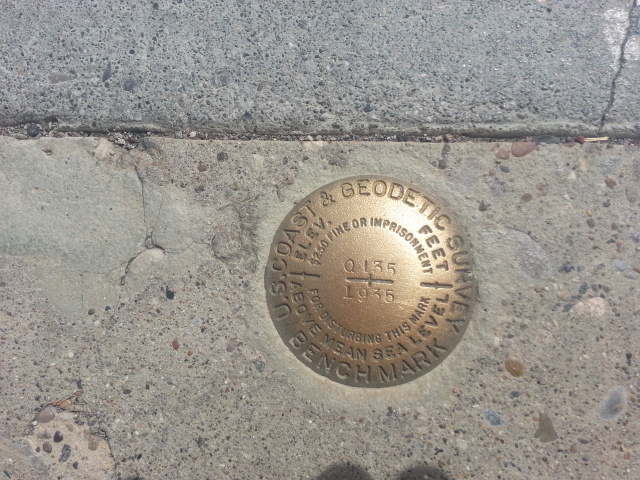 U.S. COAST & GEODETIC SURVEY
ELEV. FEET
$250 FINE OR IMPRISONMENT
Q 135
1935
FOR DISTURBING THIS MARK
ABOVE MEAN SEA LEVEL
BENCH MARK